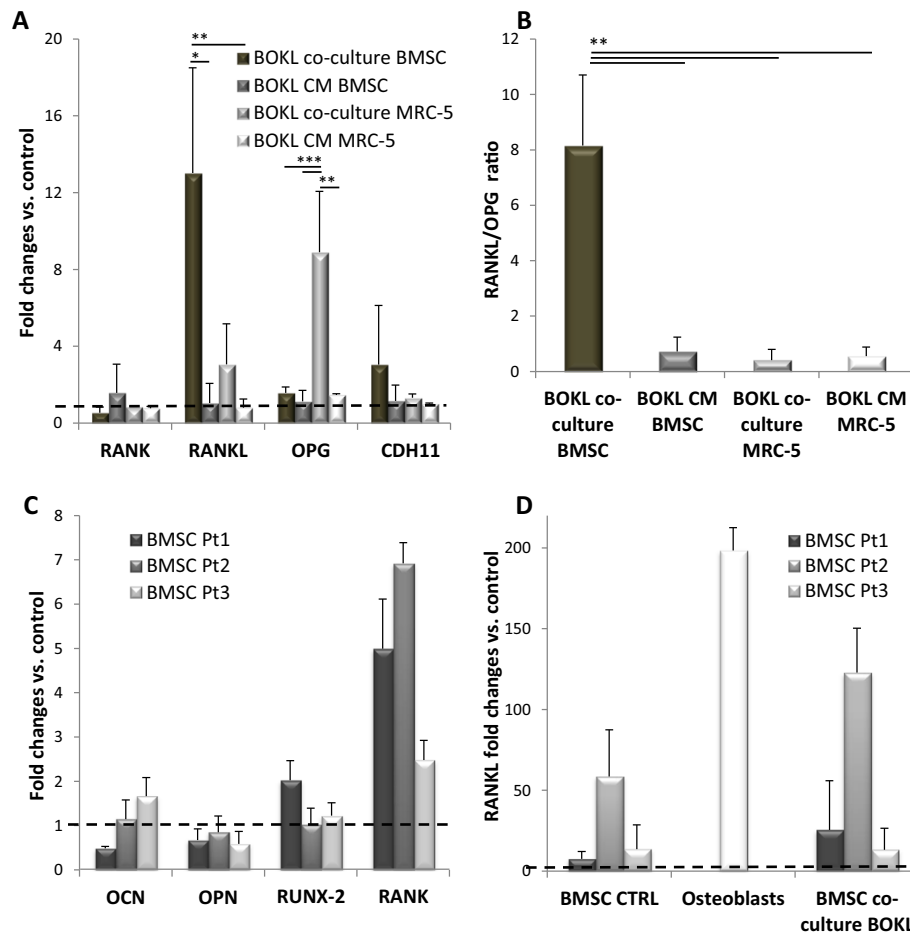 A
Fold changes vs. control
20
16
12
8
4
0
**
*
BOKL co-culture BMSC
BOKL CM BMSC
BOKL co-culture MRC-5
BOKL CM MRC-5
***
**
RANK
RANKL
OPG
CDH11
B
RANKL/OPG ratio
12
10
8
6
4
2
0
**
BOKL co-
culture
BMSC
BOKL CM
BMSC
BOKL co-
culture
MRC-5
BOKL CM
MRC-5
C
Fold changes vs. control
8
7
6
5
4
3
2
1
0
BMSC Pt1
BMSC Pt2
BMSC Pt3
OCN
OPN
RUNX-2
RANK
D
RANKL fold changes vs. control
200
150
100
50
0
BMSC Pt1
BMSC Pt2
BMSC Pt3
BMSC CTRL
Osteoblasts
BMSC co-
culture BOKL